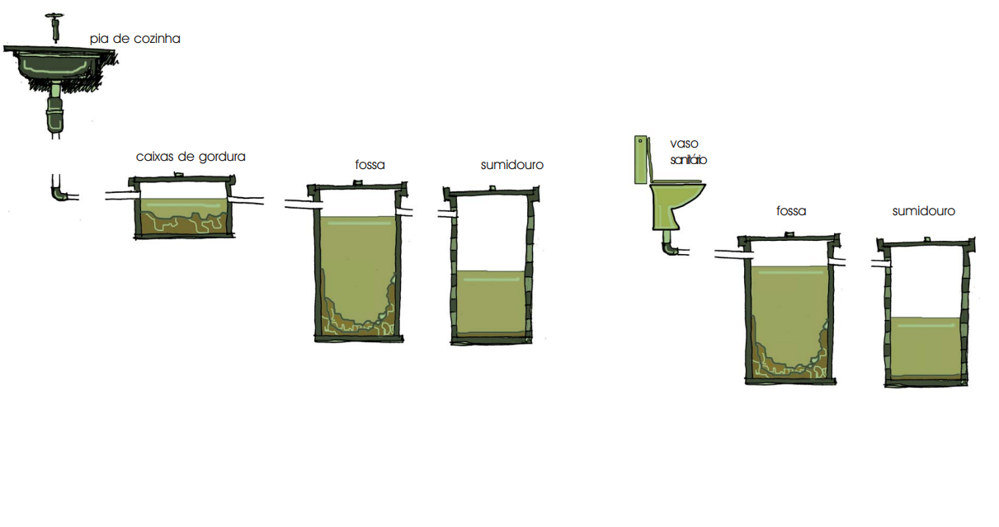 pia de cozinha
caixas de gordura
fossa
sumidouro
vaso
sanitário
fossa
sumidouro